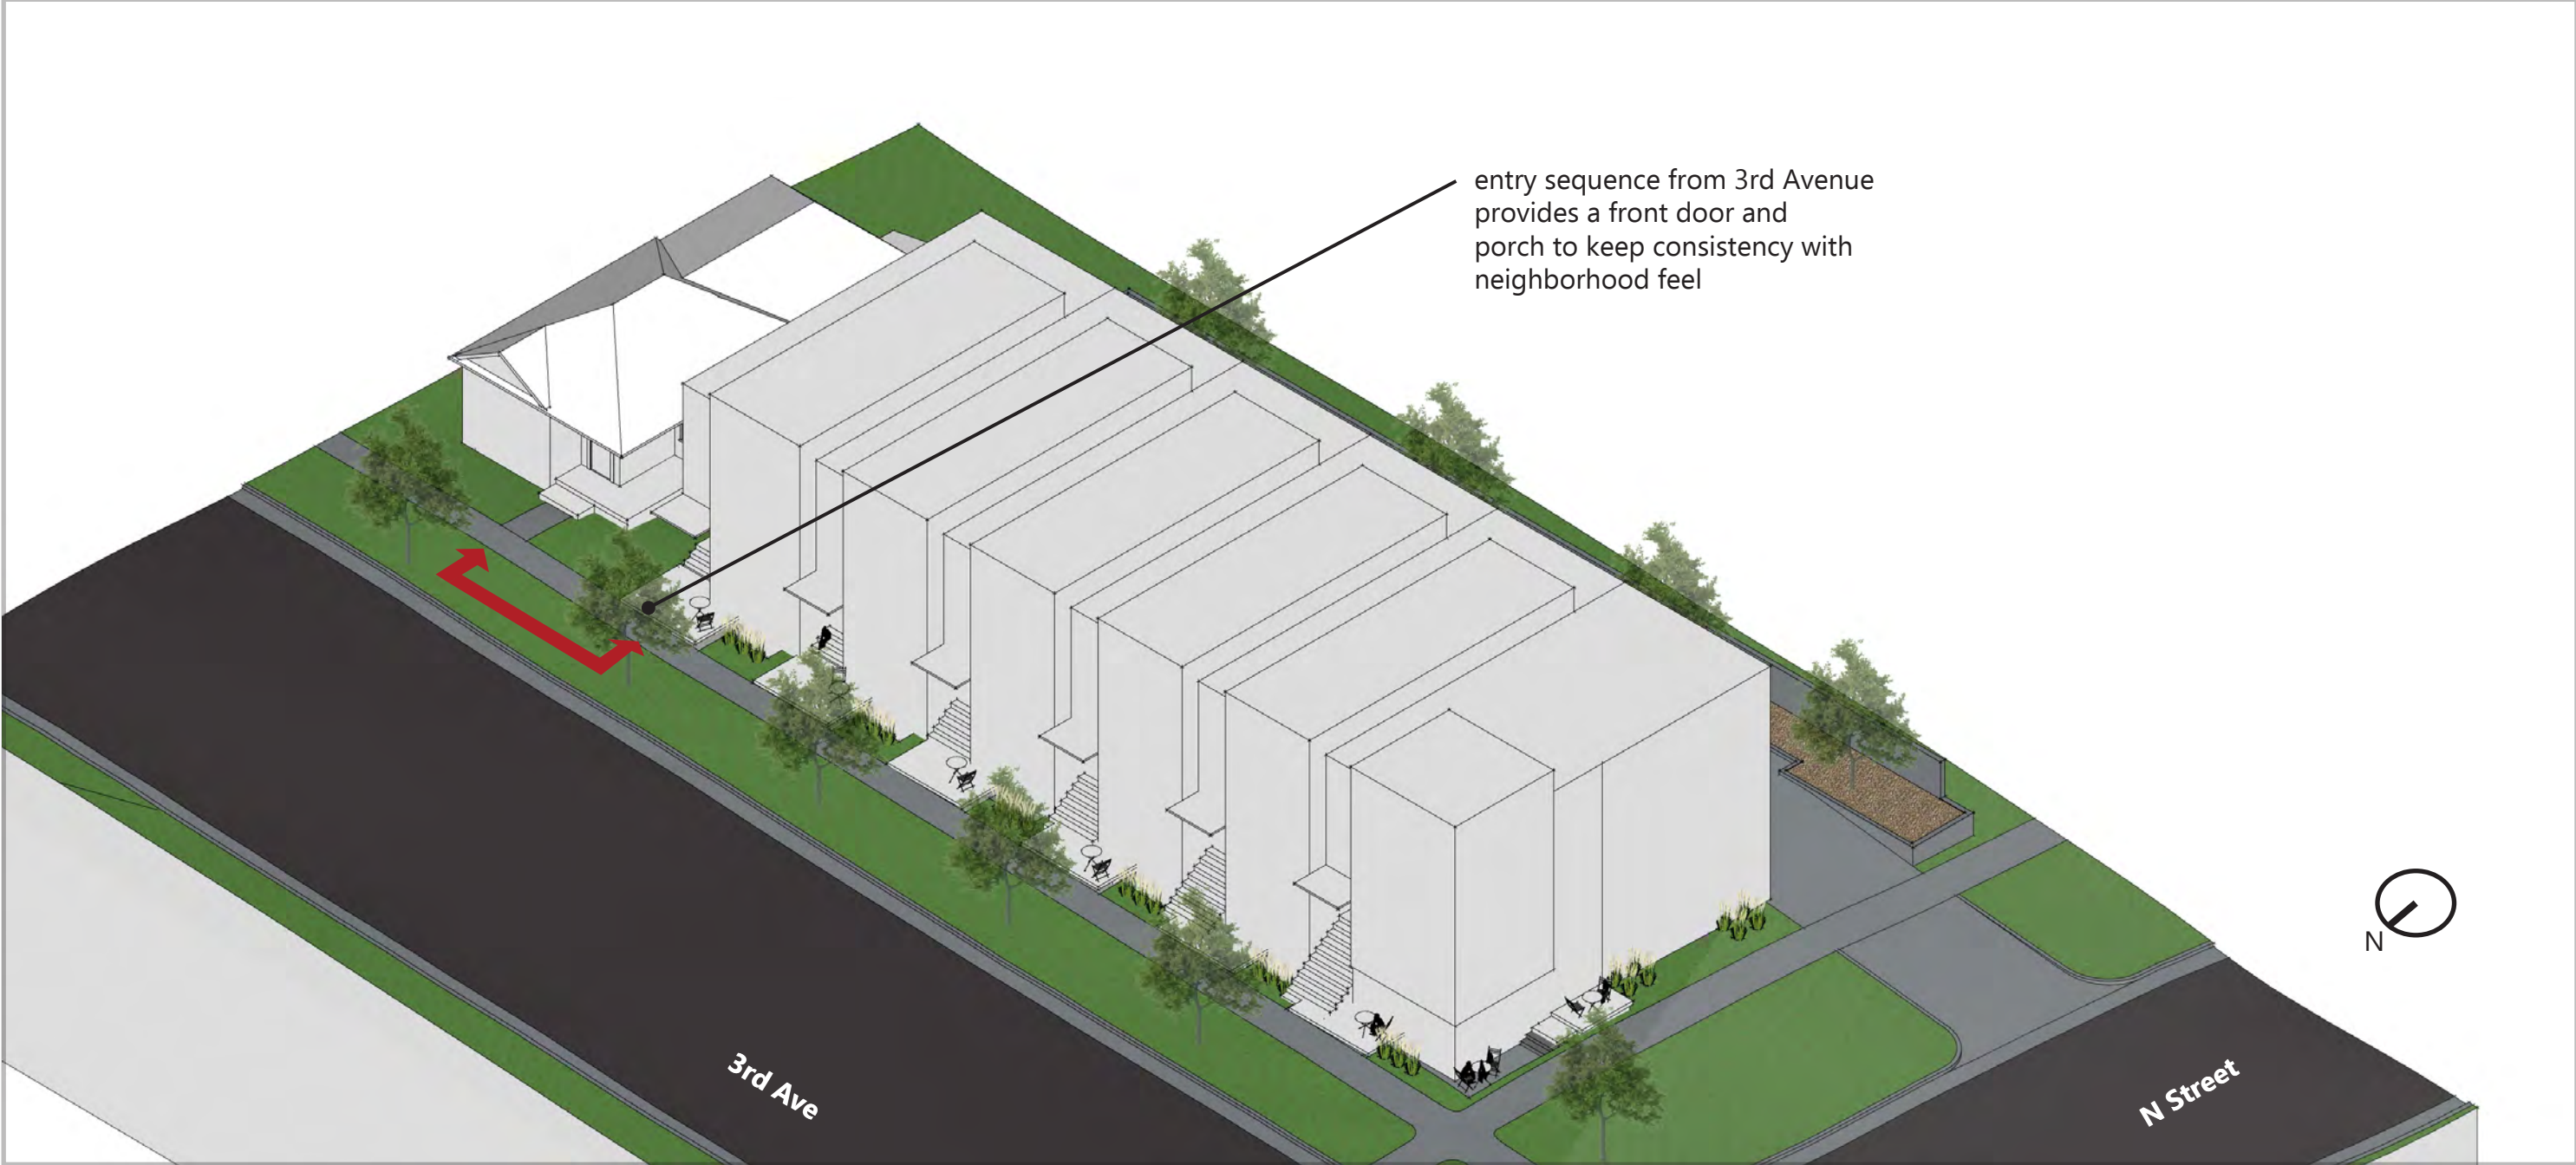 entry sequence from 3rd Avenue
provides a front door and
porch to keep consistency with
neighborhood feel
N
3rd Ave
N Street